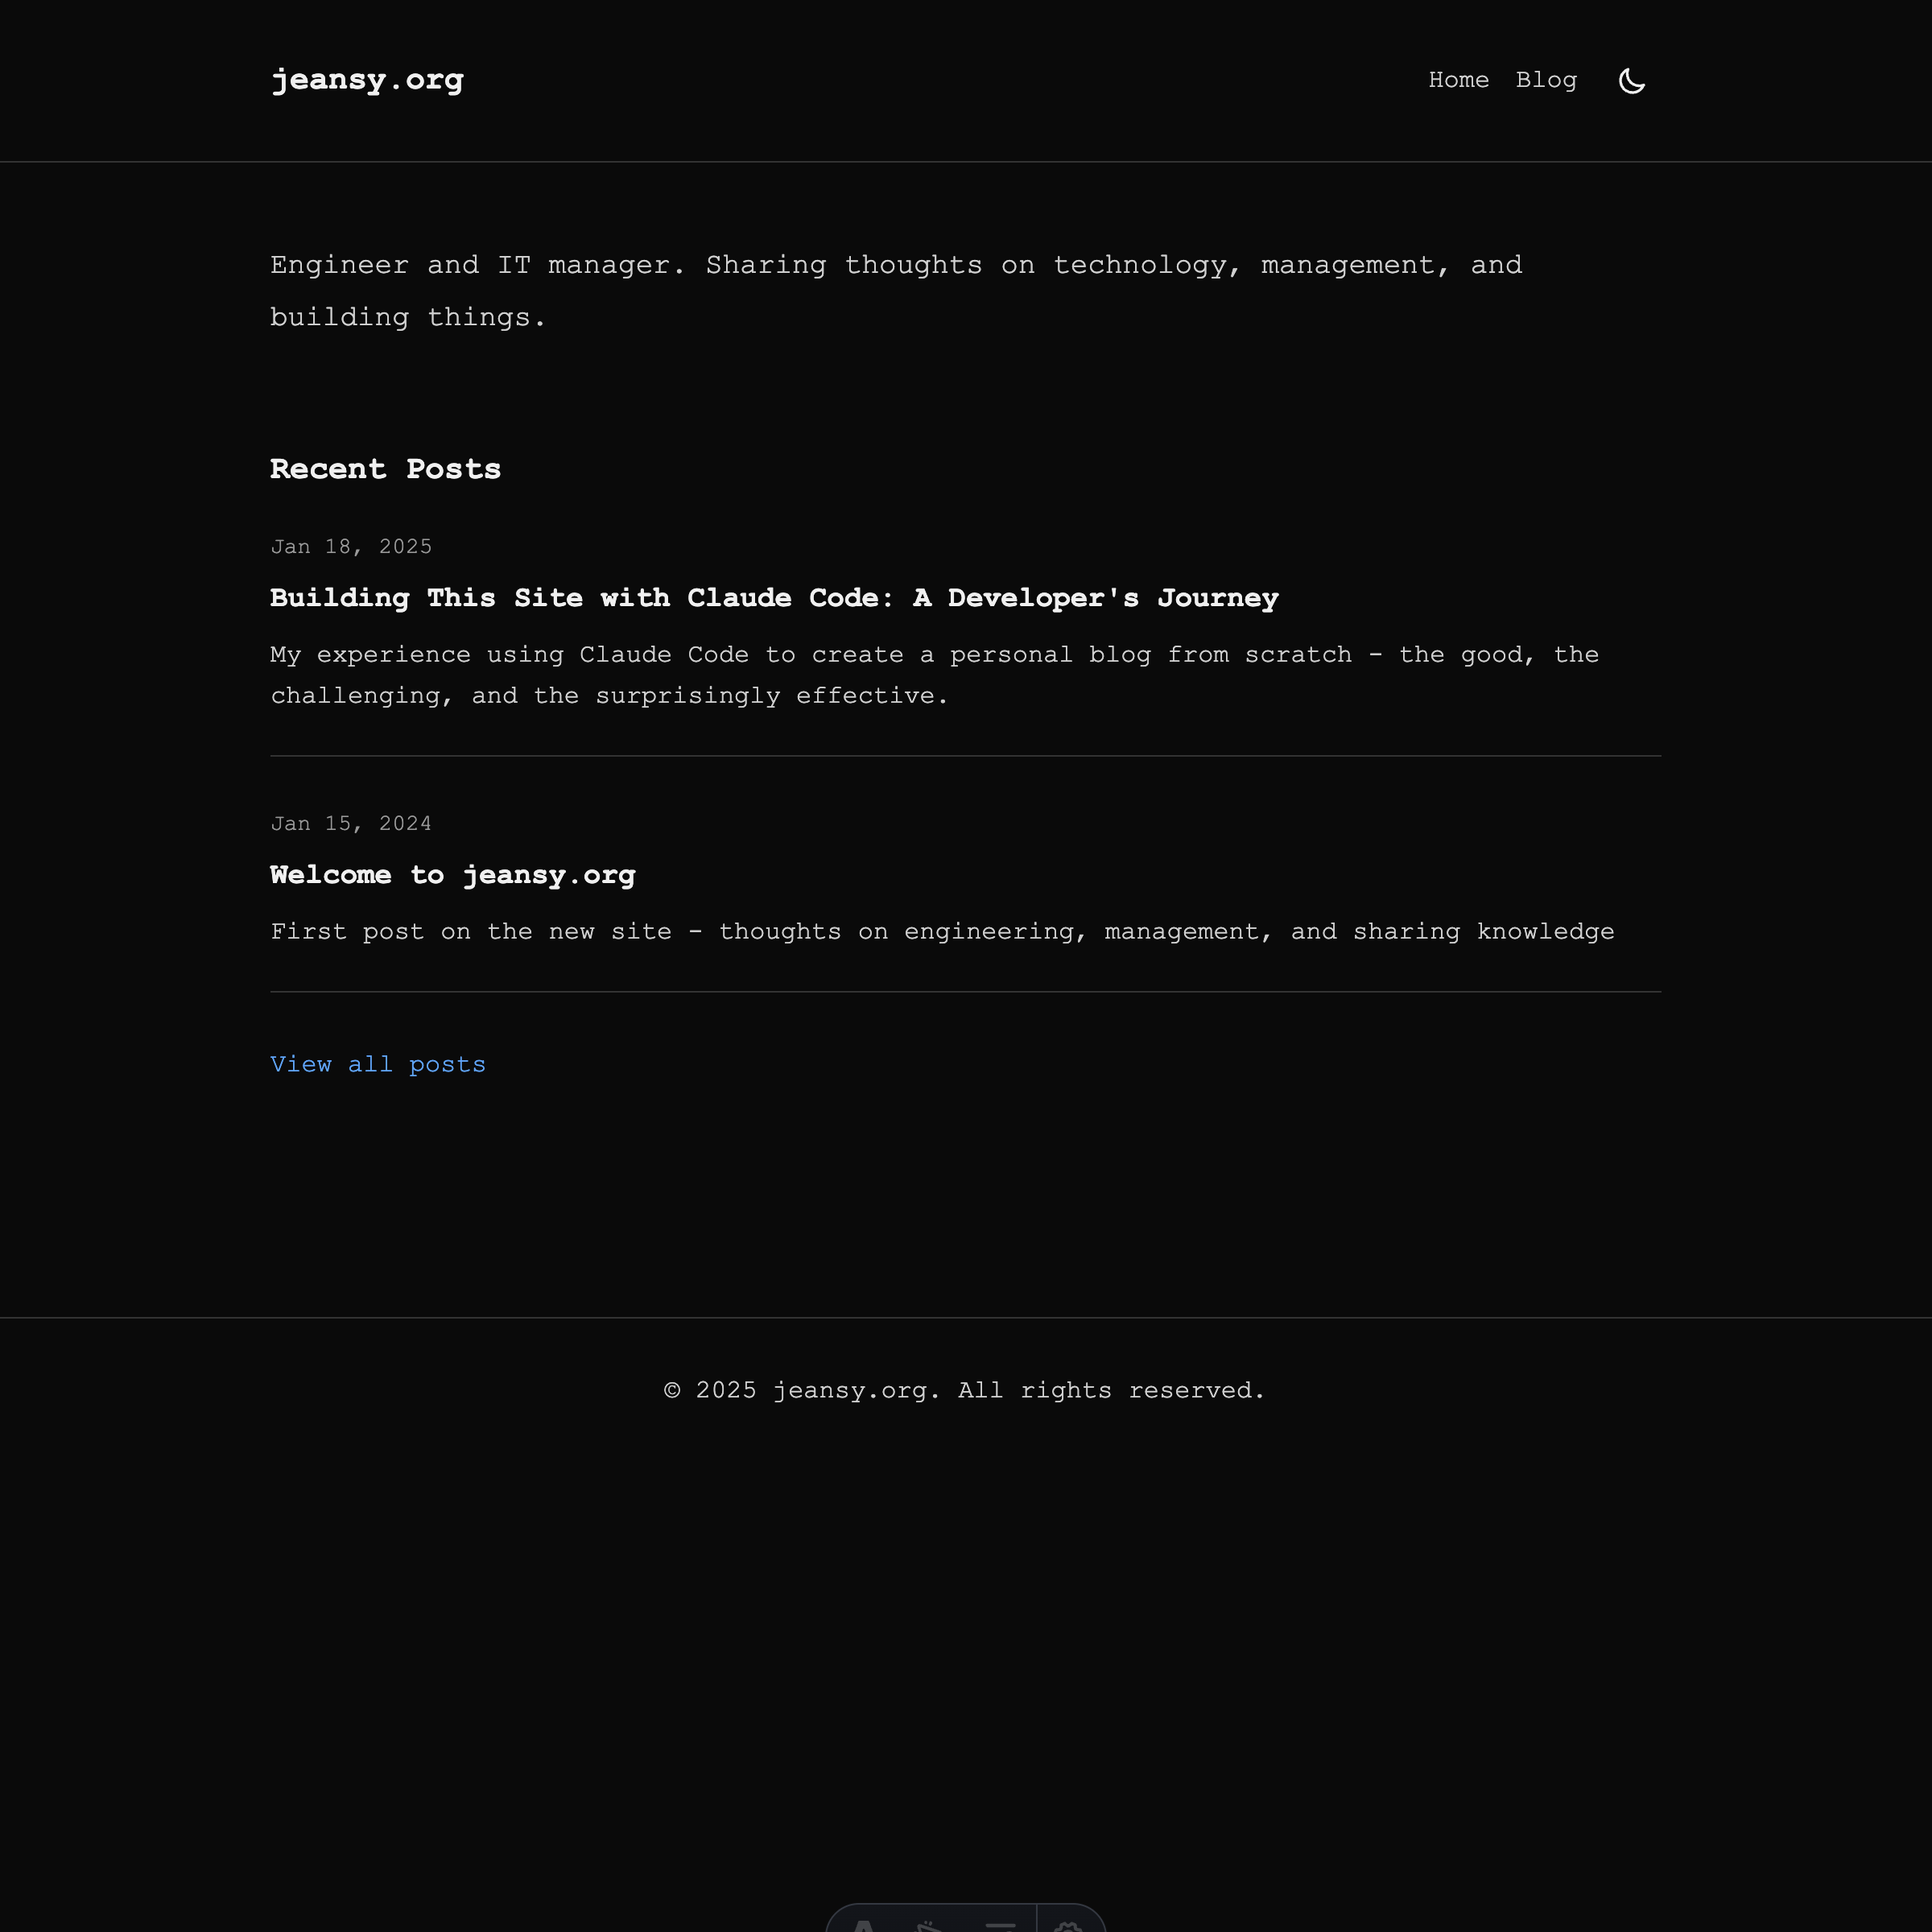 jeansy.org
Home Blog
Engineer and IT manager. Sharing thoughts on technology, management, and
building things.
Recent Posts
Jan 18, 2025
Building This Site with Claude Code: A Developer's Journey
My experience using Claude Code to create a personal blog from scratch - the good, the
challenging, and the surprisingly effective.
Jan 15, 2024
Welcome to jeansy.org
First post on the new site - thoughts on engineering, management, and sharing knowledge
View all posts
© 2025 jeansy.org. All rights reserved.